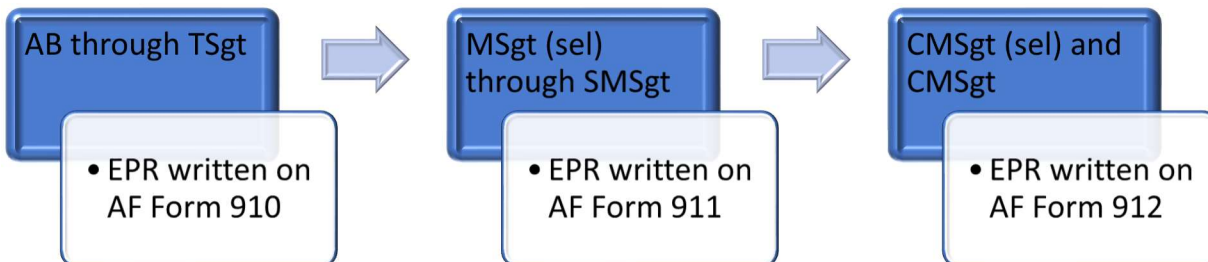 AB through TSgt
• EPR written on
AF Form 910
MSgt (sel)
through SMSgt
• EPR written on
AF Form 911
CMSgt (sel) and
CMSgt
• EPR written on
AF Form 912